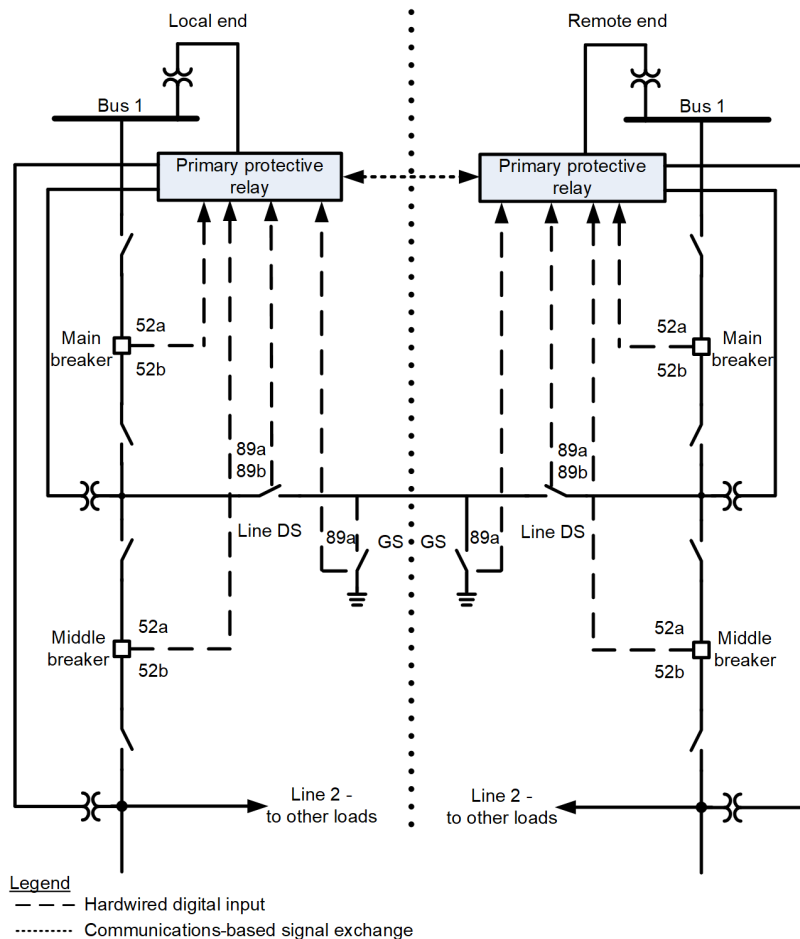 Local end
Remote end
Bus 1
Bus 1
Primary protective
relay
Primary protective
relay
52a
52a
Main
breaker
Main
breaker
52b
52b
89a
89b
89a
89b
Line DS
89a
GS
GS
89a
Line DS
52a
52a
Middle
breaker
Middle
breaker
52b
52b
Line 2 -
to other loads
Line 2 -
to other loads
Legend
Hardwired digital input
Communications-based signal exchange